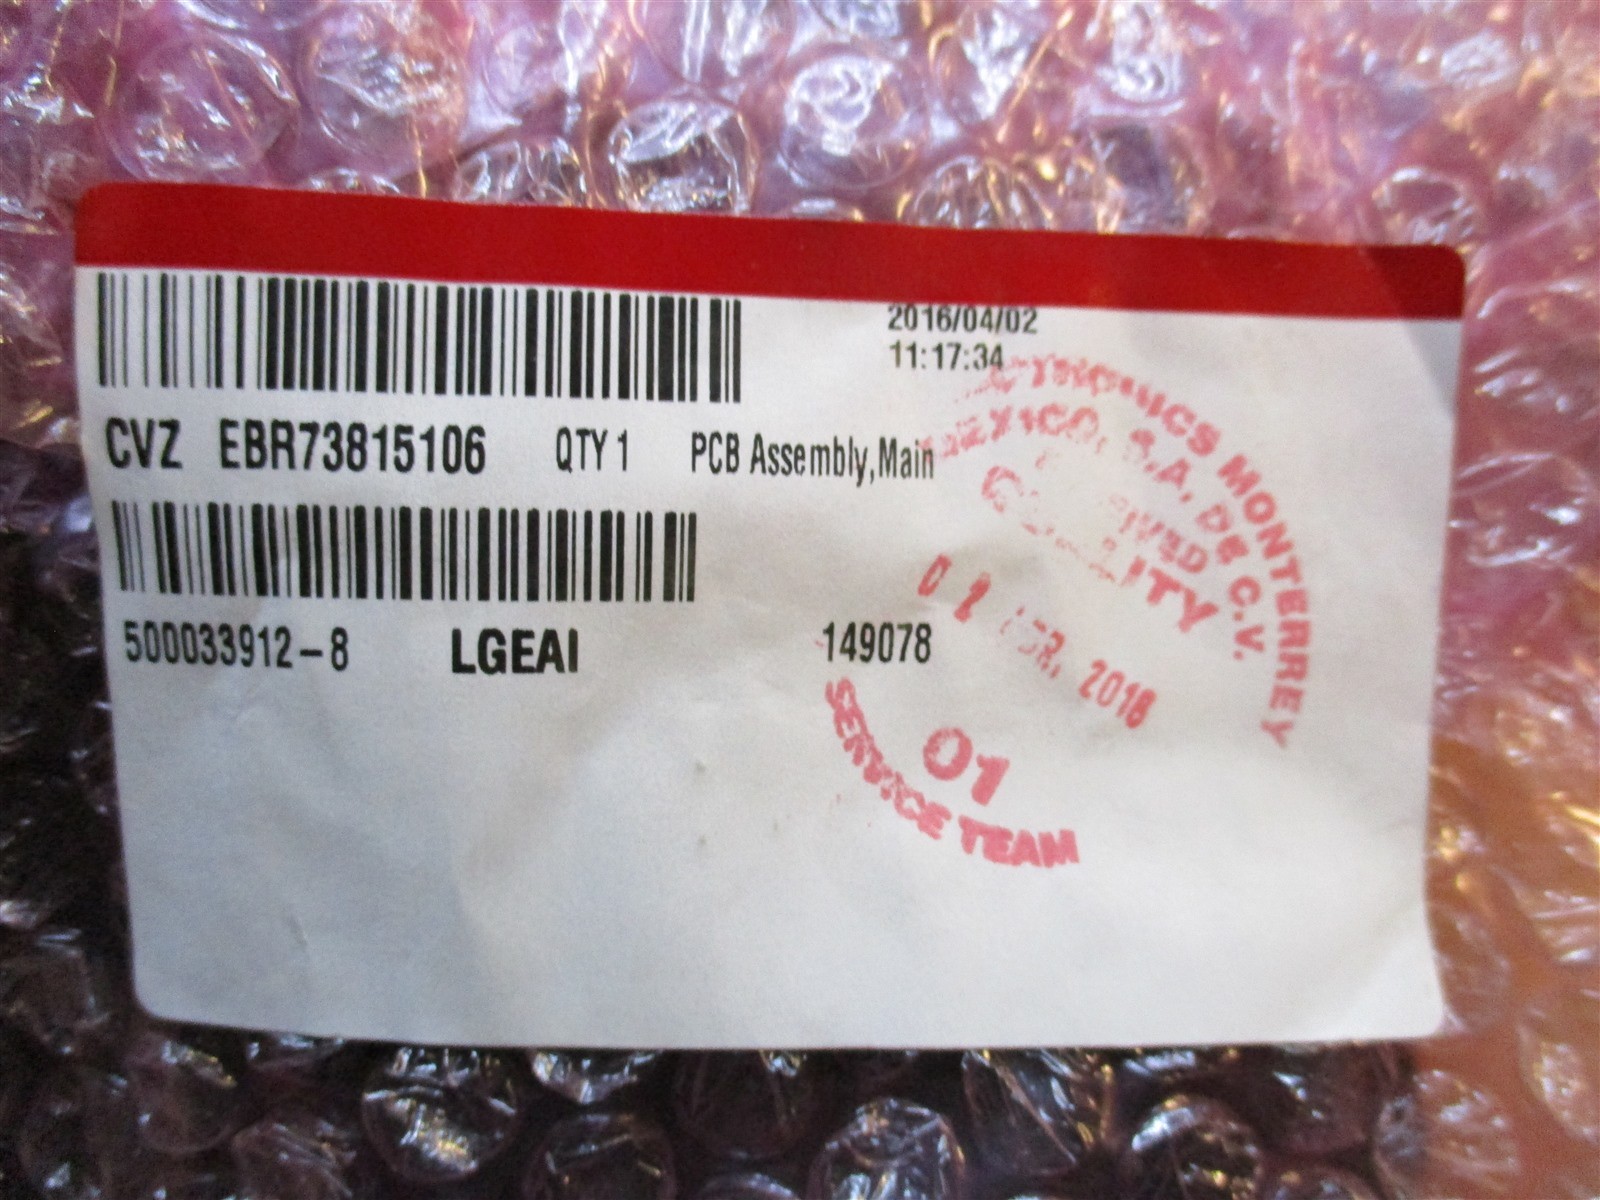 2016/04/02
11:17:34
CVZ EBR73815106 QTY 1 PCB Assembly,Main
500033912-8 LGEAI 149078
MONTERREY
MEXICO, S.A. DE C.V.
QUALITY
2016
01
SERVICE TEAM